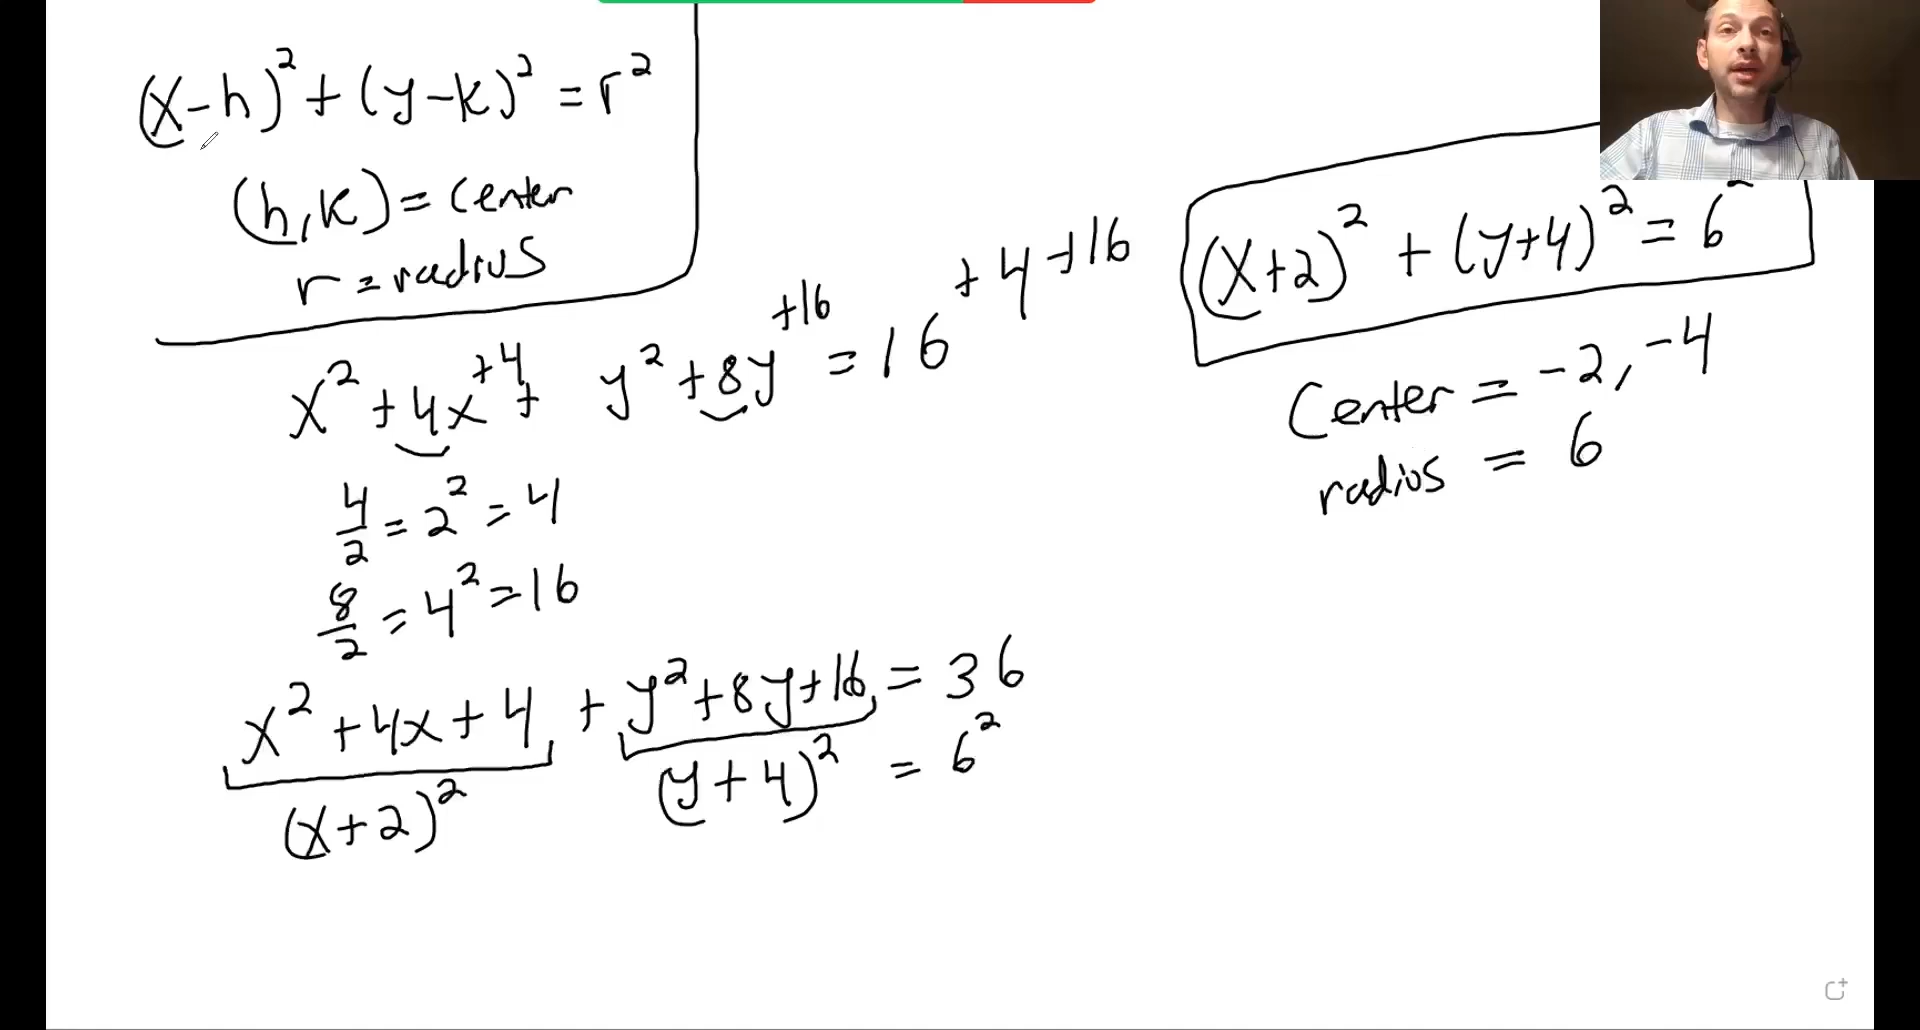 (x-h)² + (y-k)² = r²
(h,k) = center
r = radius
x² + 4x +4 + y² + 8y +16 = 16 +4 +16
4/2 = 2² = 4
8/2 = 4² = 16
x² + 4x + 4 + y² + 8y + 16 = 36
(x+2)² (y+4)² = 6²
(x+2)² + (y+4)² = 6²
Center = -2, -4
radius = 6